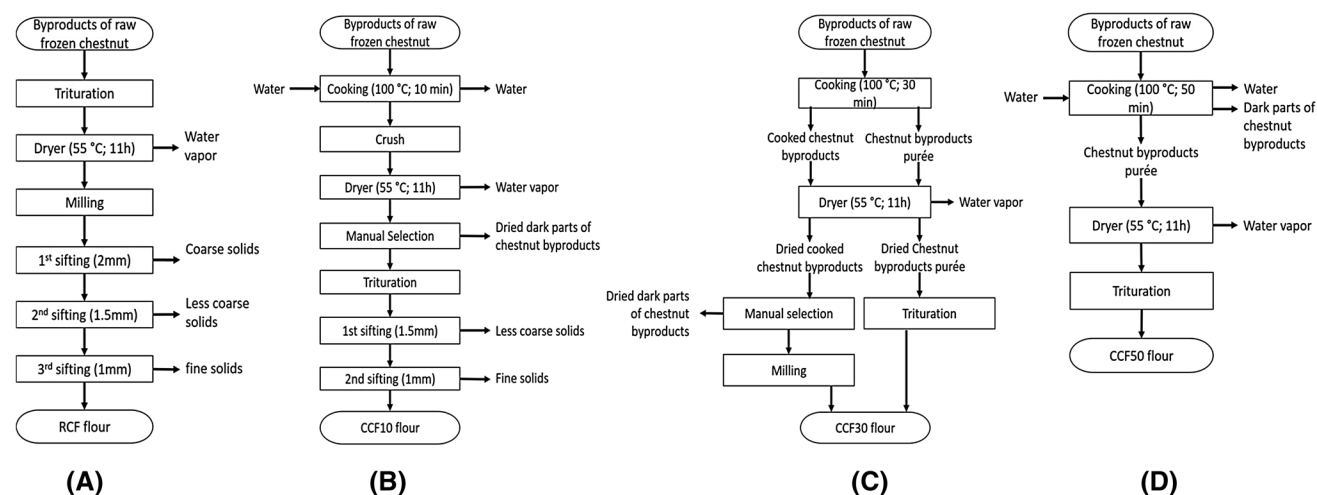 Byproducts of raw
frozen chestnut
Trituration
Dryer (55 °C; 11h)
Water
vapor
Milling
1st sifting (2mm)
Coarse solids
2nd sifting (1.5mm)
Less coarse
solids
3rd sifting (1mm)
fine solids
RCF flour
(A)
Byproducts of raw
frozen chestnut
Water
Cooking (100 °C; 10 min)
Water
Crush
Dryer (55 °C; 11h)
Water vapor
Manual Selection
Dried dark parts of
chestnut byproducts
Trituration
1st sifting (1.5mm)
Less coarse solids
2nd sifting (1mm)
Fine solids
CCF10 flour
(B)
Byproducts of raw
frozen chestnut
Cooking (100 °C; 30
min)
Cooked chestnut
byproducts
Chestnut byproducts
purée
Dryer (55 °C; 11h)
Water vapor
Dried cooked
chestnut byproducts
Dried Chestnut
byproducts purée
Dried dark parts
of chestnut
byproducts
Manual selection
Trituration
Milling
CCF30 flour
(C)
Byproducts of raw
frozen chestnut
Water
Cooking (100 °C; 50
min)
Water
Dark parts of
chestnut
byproducts
Chestnut byproducts
purée
Dryer (55 °C; 11h)
Water vapor
Trituration
CCF50 flour
(D)